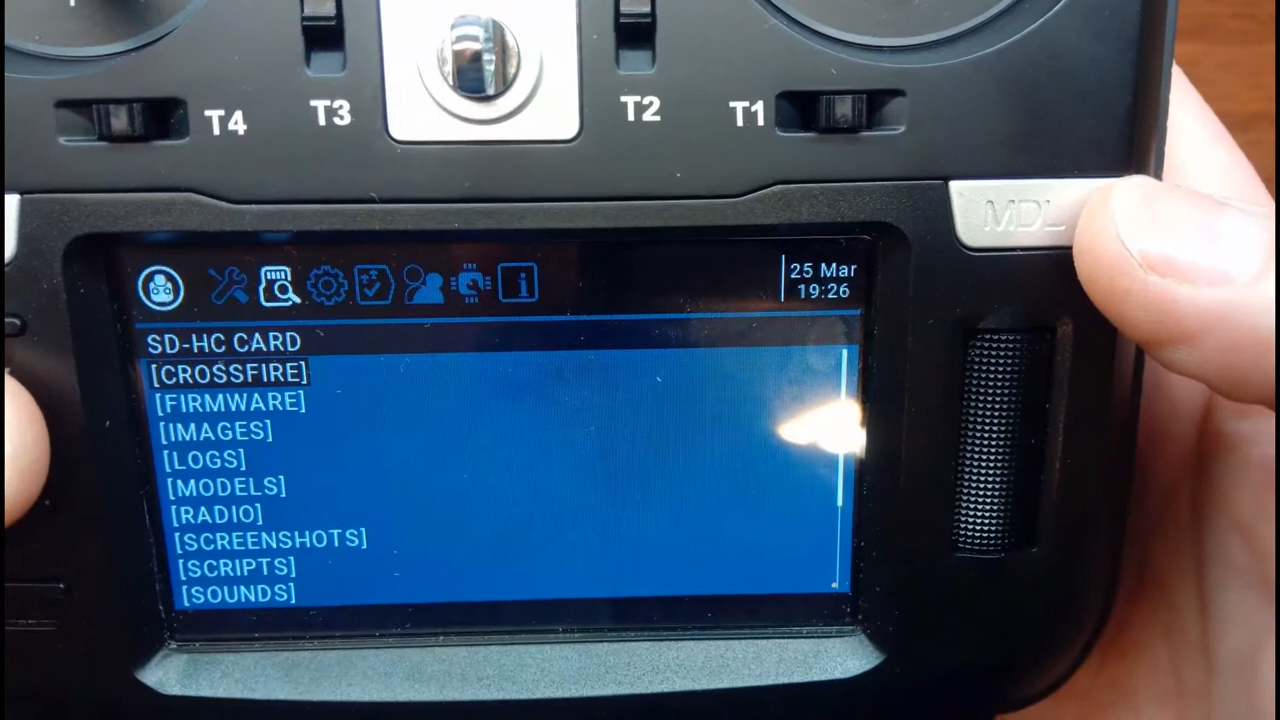 T4
T3
T2
T1
MDL
25 Mar
19:26
SD-HC CARD
[CROSSFIRE]
[FIRMWARE]
[IMAGES]
[LOGS]
[MODELS]
[RADIO]
[SCREENSHOTS]
[SCRIPTS]
[SOUNDS]